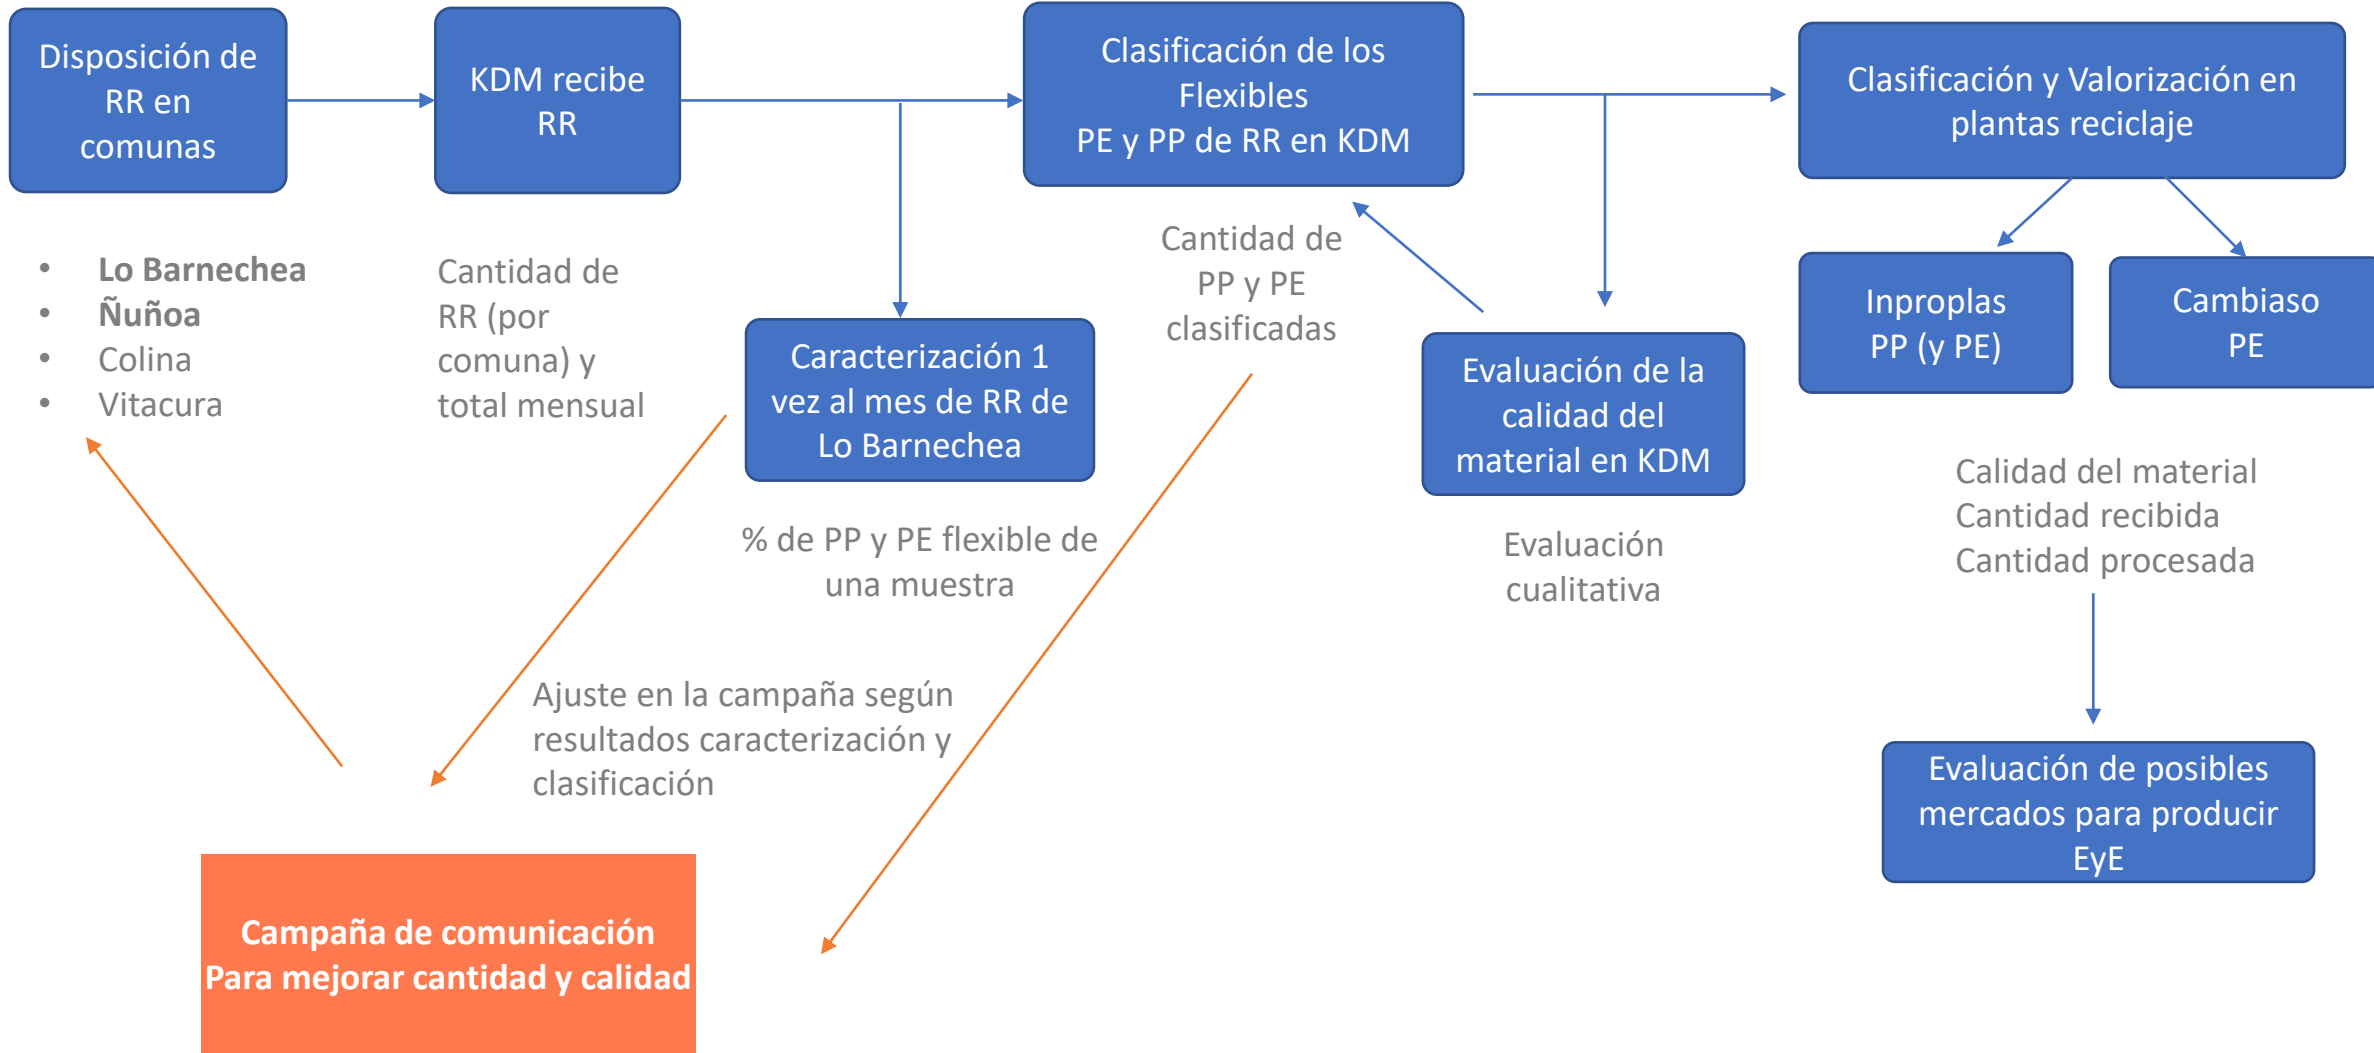 Disposición de
RR en
comunas
KDM recibe
RR
Clasificación de los
Flexibles
PE y PP de RR en KDM
Clasificación y Valorización en
plantas reciclaje
• Lo Barnechea
• Ñuñoa
• Colina
• Vitacura
Cantidad de
RR (por
comuna) y
total mensual
Caracterización 1
vez al mes de RR de
Lo Barnechea
% de PP y PE flexible de
una muestra
Cantidad de
PP y PE
clasificadas
Evaluación de la
calidad del
material en KDM
Evaluación
cualitativa
Inproplas
PP (y PE)
Cambiaso
PE
Calidad del material
Cantidad recibida
Cantidad procesada
Evaluación de posibles
mercados para producir
EyE
Ajuste en la campaña según
resultados caracterización y
clasificación
Campaña de comunicación
Para mejorar cantidad y calidad